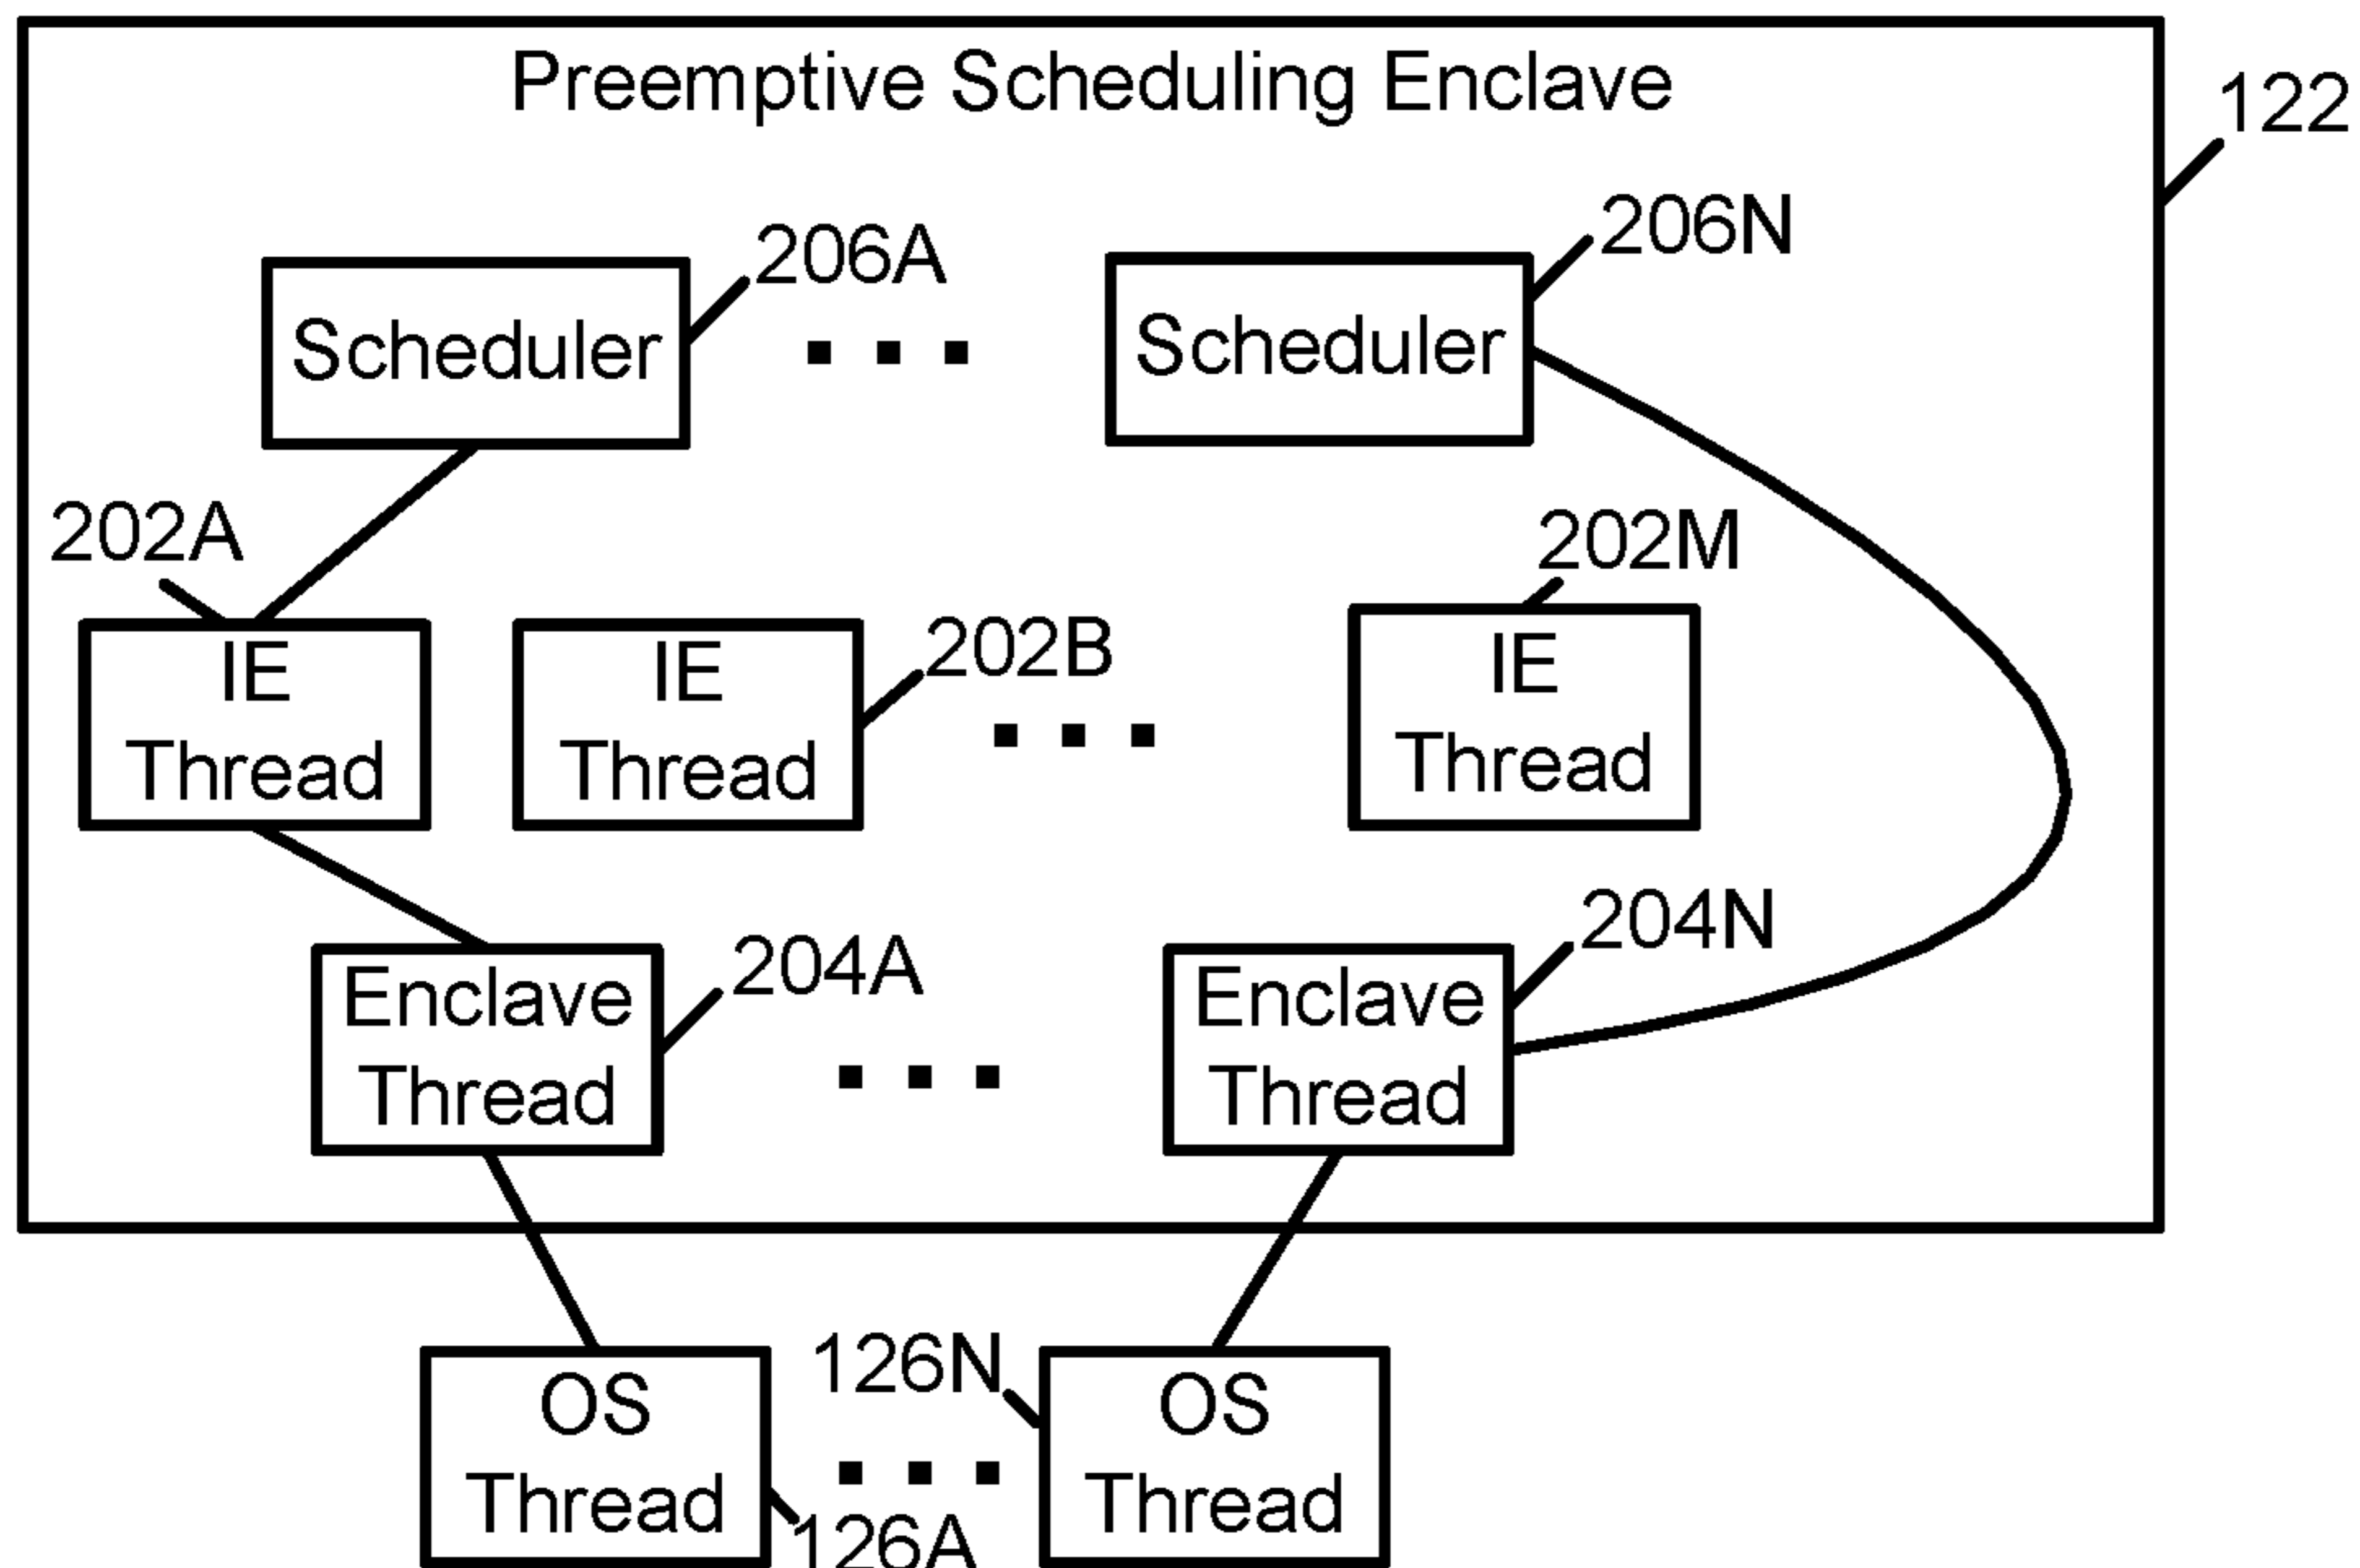 Preemptive Scheduling Enclave
122
206A
206N
Scheduler
Scheduler
202A
202M
202B
IE
Thread
IE
Thread
IE
Thread
204A
204N
Enclave
Thread
Enclave
Thread
126N
OS
Thread
OS
Thread
126A